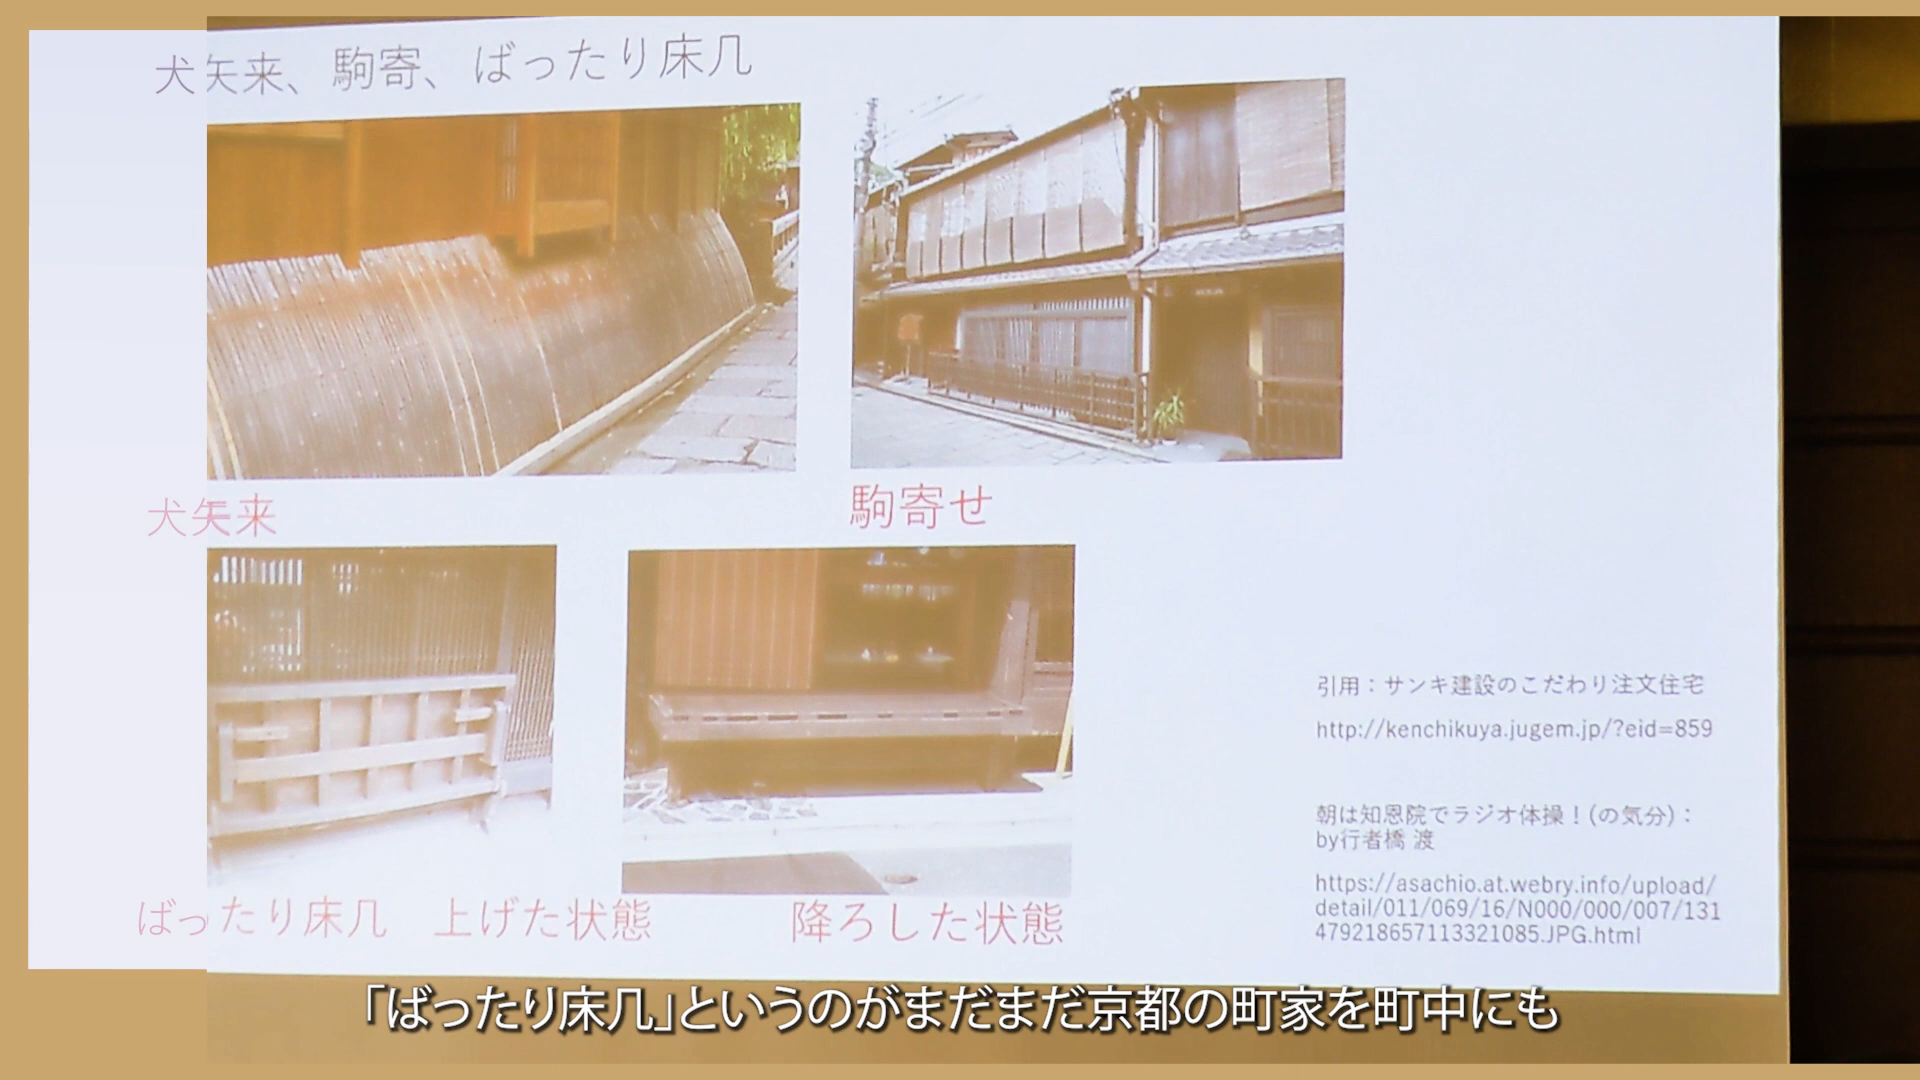 犬矢来、駒寄、ばったり床几
犬矢来
駒寄せ
ばったり床几 上げた状態
降ろした状態
引用：サンキ建設のこだわり注文住宅
http://kenchikuya.jugem.jp/?eid=859
朝は知恩院でラジオ体操！(の気分)：
by行者橋 渡
https://asachio.at.webry.info/upload/
detail/011/069/16/N000/000/007/131
479218657113321085.JPG.html
「ばったり床几」というのがまだまだ京都の町家を町中にも